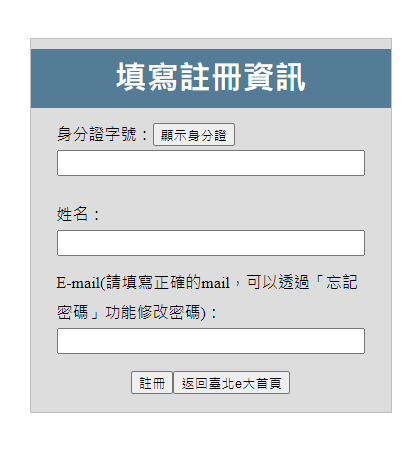 填寫註冊資訊
身分證字號：顯示身分證
姓名：
E-mail(請填寫正確的mail，可以透過「忘記
密碼」功能修改密碼)：
註冊 返回臺北e大首頁